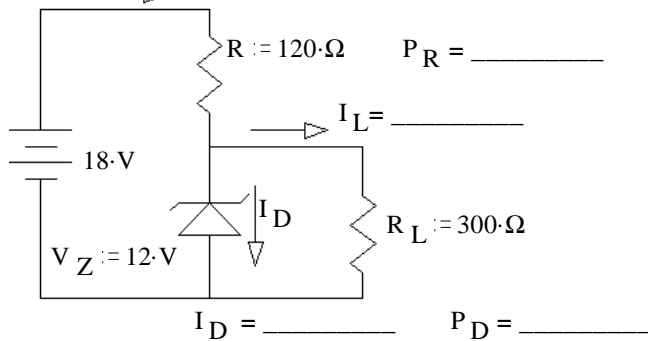 R := 120·Ω P_R = _________
I_L= _________
18·V
I_D
R_L := 300·Ω
V_Z := 12·V
I_D = _________ P_D = _________